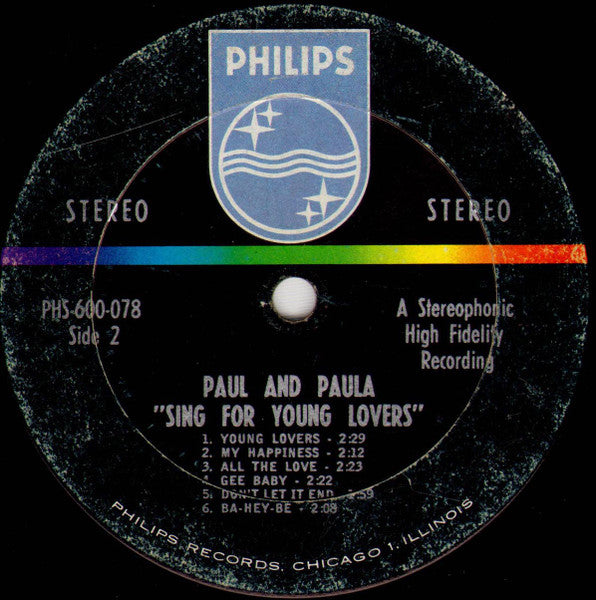 PHILIPS
STEREO
STEREO
PHS-600-078
Side 2
A Stereophonic
High Fidelity
Recording
PAUL AND PAULA
"SING FOR YOUNG LOVERS"
1. YOUNG LOVERS - 2:29
2. MY HAPPINESS - 2:12
3. ALL THE LOVE - 2:23
4. GEE BABY - 2:22
5. DON'T LET IT END
6. BA-HEY-BE - 2:08
PHILIPS RECORDS, CHICAGO 1, ILLINOIS